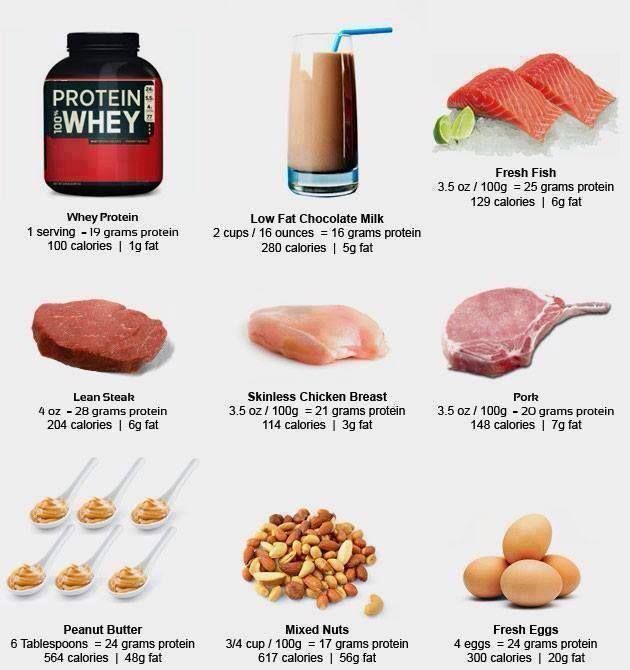 PROTEIN
100%
WHEY
24
5.5
4
77
Whey Protein
1 serving - 19 grams protein
100 calories | 1g fat
Low Fat Chocolate Milk
2 cups / 16 ounces = 16 grams protein
280 calories | 5g fat
Fresh Fish
3.5 oz / 100g = 25 grams protein
129 calories | 6g fat
Lean Steak
4 oz - 28 grams protein
204 calories | 6g fat
Skinless Chicken Breast
3.5 oz / 100g = 21 grams protein
114 calories | 3g fat
Pork
3.5 oz / 100g - 20 grams protein
148 calories | 7g fat
Peanut Butter
6 Tablespoons = 24 grams protein
564 calories | 48g fat
Mixed Nuts
3/4 cup / 100g = 17 grams protein
617 calories | 56g fat
Fresh Eggs
4 eggs = 24 grams protein
300 calories | 20g fat